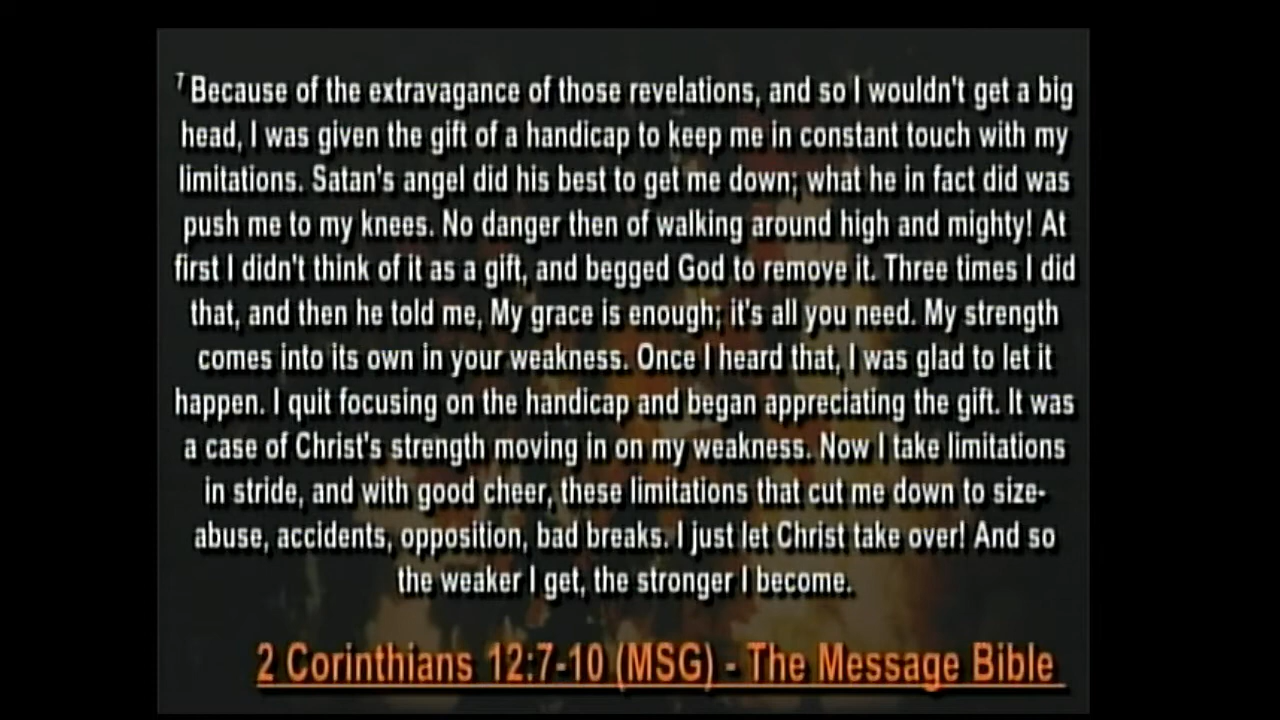 7 Because of the extravagance of those revelations, and so I wouldn't get a big
head, I was given the gift of a handicap to keep me in constant touch with my
limitations. Satan's angel did his best to get me down; what he in fact did was
push me to my knees. No danger then of walking around high and mighty! At
first I didn't think of it as a gift, and begged God to remove it. Three times I did
that, and then he told me, My grace is enough; it's all you need. My strength
comes into its own in your weakness. Once I heard that, I was glad to let it
happen. I quit focusing on the handicap and began appreciating the gift. It was
a case of Christ's strength moving in on my weakness. Now I take limitations
in stride, and with good cheer, these limitations that cut me down to size-
abuse, accidents, opposition, bad breaks. I just let Christ take over! And so
the weaker I get, the stronger I become.
2 Corinthians 12:7-10 (MSG) - The Message Bible